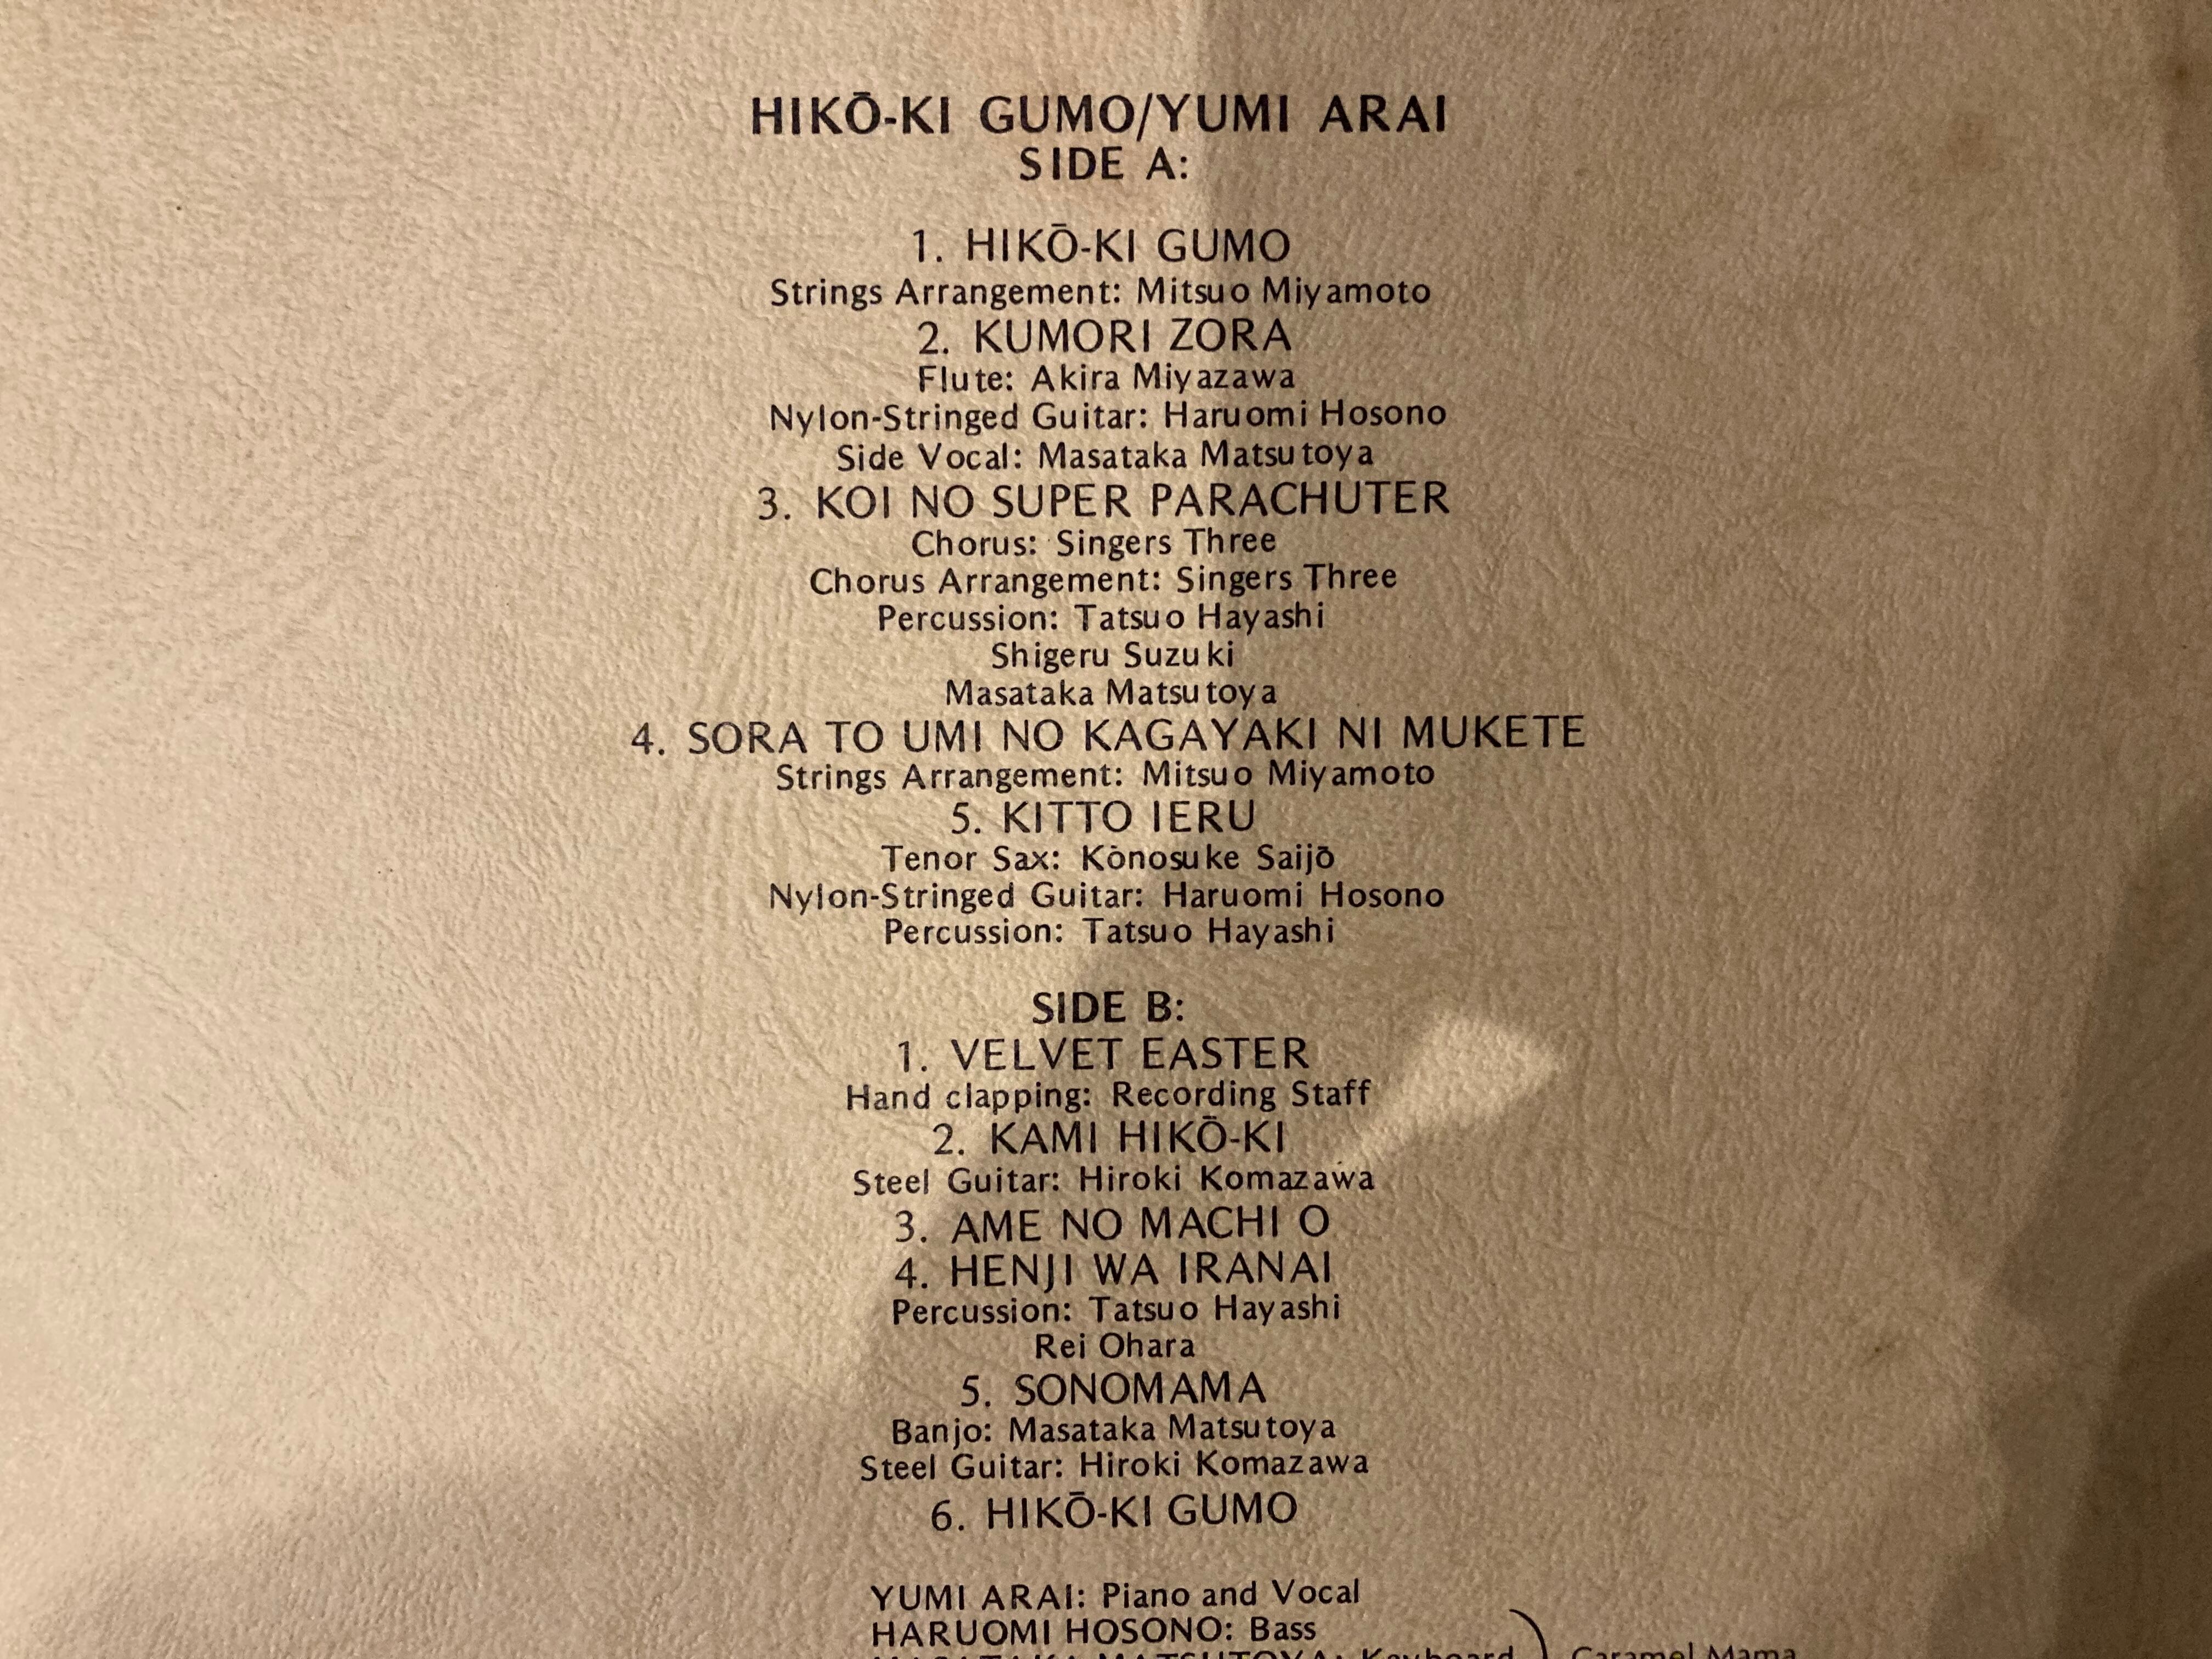 HIKŌ-KI GUMO/YUMI ARAI
SIDE A:
1. HIKŌ-KI GUMO
Strings Arrangement: Mitsuo Miyamoto
2. KUMORI ZORA
Flute: Akira Miyazawa
Nylon-Stringed Guitar: Haruomi Hosono
Side Vocal: Masataka Matsutoya
3. KOI NO SUPER PARACHUTER
Chorus: Singers Three
Chorus Arrangement: Singers Three
Percussion: Tatsuo Hayashi
Shigeru Suzuki
Masataka Matsutoya
4. SORA TO UMI NO KAGAYAKI NI MUKETE
Strings Arrangement: Mitsuo Miyamoto
5. KITTO IERU
Tenor Sax: Kōnosuke Saijō
Nylon-Stringed Guitar: Haruomi Hosono
Percussion: Tatsuo Hayashi
SIDE B:
1. VELVET EASTER
Hand clapping: Recording Staff
2. KAMI HIKŌ-KI
Steel Guitar: Hiroki Komazawa
3. AME NO MACHI O
4. HENJI WA IRANAI
Percussion: Tatsuo Hayashi
Rei Ohara
5. SONOMAMA
Banjo: Masataka Matsutoya
Steel Guitar: Hiroki Komazawa
6. HIKŌ-KI GUMO
YUMI ARAI: Piano and Vocal
HARUOMI HOSONO: Bass
MASATAKA MATSUTOYA: Keyboard ) Caramel Mama